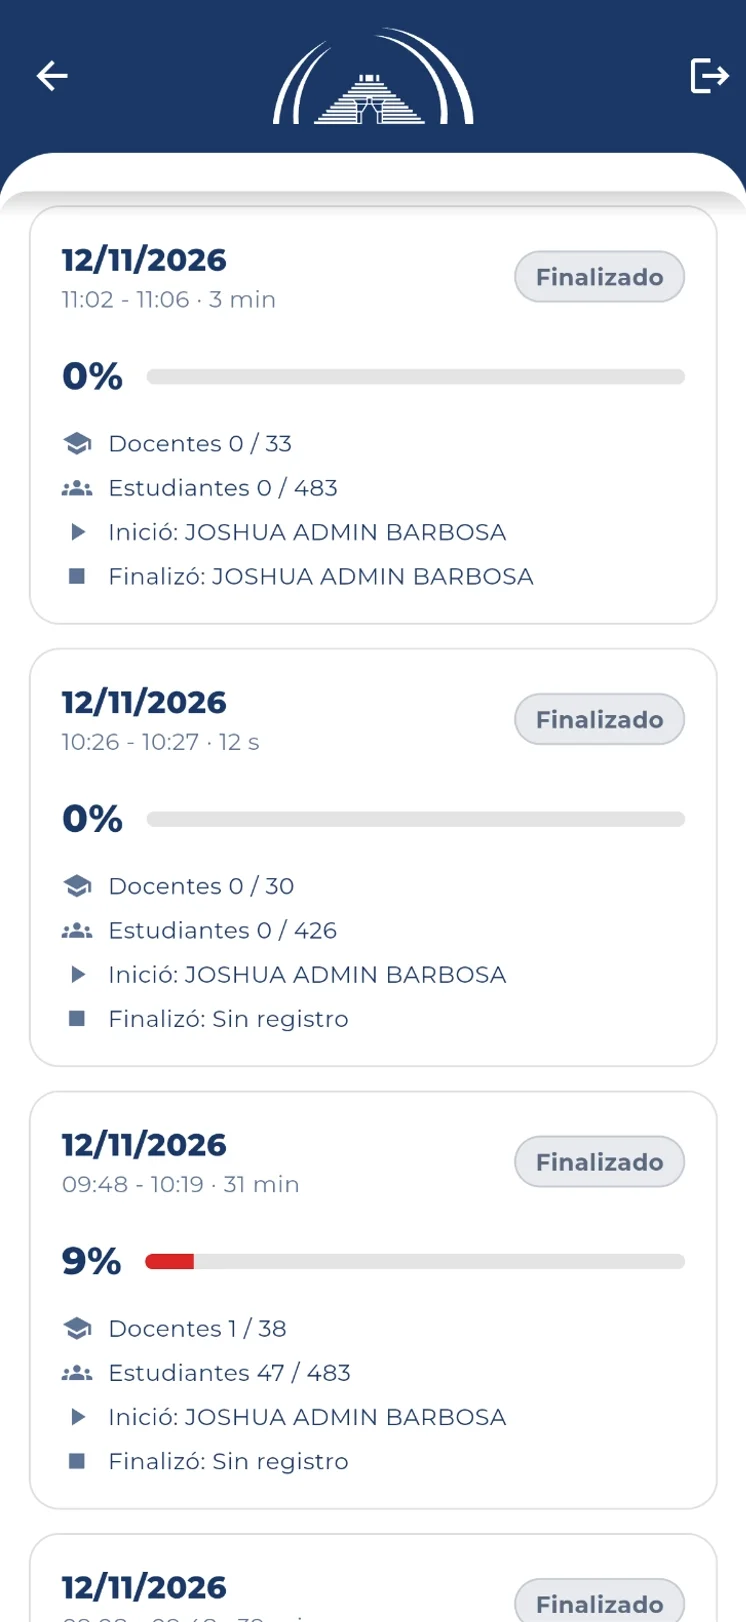 12/11/2026
Finalizado
11:02 - 11:06 · 3 min
0%
Docentes 0 / 33
Estudiantes 0 / 483
Inició: JOSHUA ADMIN BARBOSA
Finalizó: JOSHUA ADMIN BARBOSA
12/11/2026
Finalizado
10:26 - 10:27 · 12 s
0%
Docentes 0 / 30
Estudiantes 0 / 426
Inició: JOSHUA ADMIN BARBOSA
Finalizó: Sin registro
12/11/2026
Finalizado
09:48 - 10:19 · 31 min
9%
Docentes 1 / 38
Estudiantes 47 / 483
Inició: JOSHUA ADMIN BARBOSA
Finalizó: Sin registro
12/11/2026
Finalizado